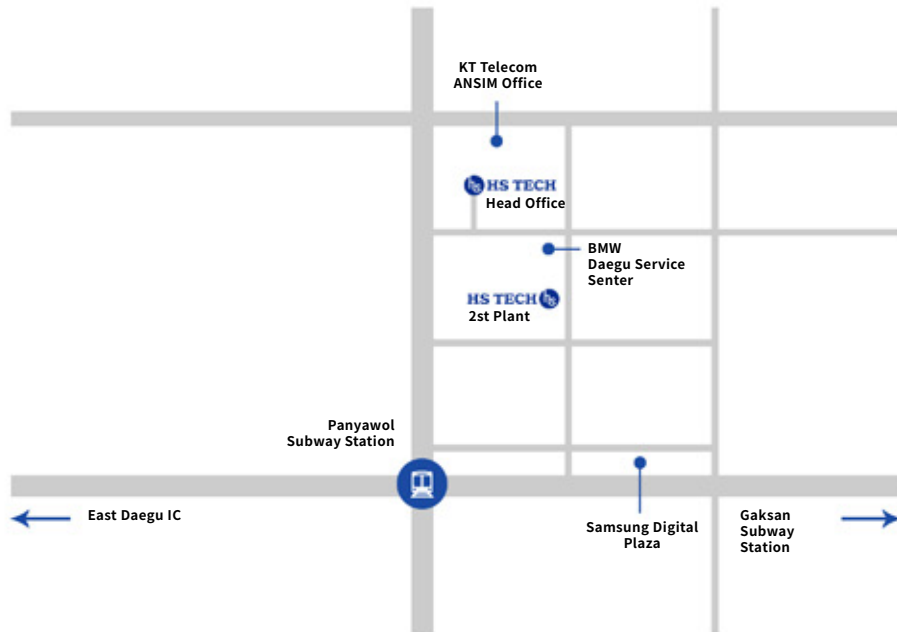 KT Telecom
ANSIM Office
HS TECH
Head Office
BMW
Daegu Service
Senter
HS TECH
2st Plant
Panyawol
Subway Station
East Daegu IC
Samsung Digital
Plaza
Gaksan
Subway
Station